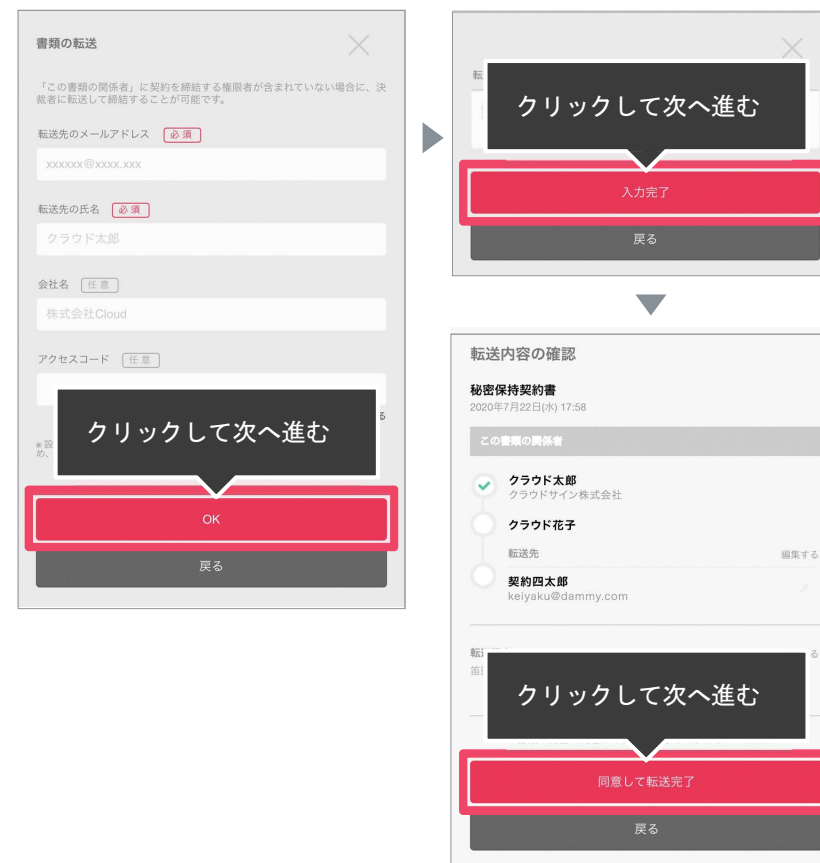 書類の転送
「この書類の関係者」に契約を締結する権限者が含まれていない場合に、決
裁者に転送して締結することが可能です。
転送先のメールアドレス 必須
xxxxxx@xxxx.xxx
転送先の氏名 必須
クラウド太郎
会社名 任意
株式会社Cloud
アクセスコード 任意
る
クリックして次へ進む
※設
め、
OK
戻る
転
クリックして次へ進む
入力完了
戻る
転送内容の確認
秘密保持契約書
2020年7月22日(水) 17:58
この書類の関係者
クラウド太郎
クラウドサイン株式会社
クラウド花子
転送先 編集する
契約四太郎
keiyaku@dammy.com
転 る
クリックして次へ進む
同意して転送完了
戻る